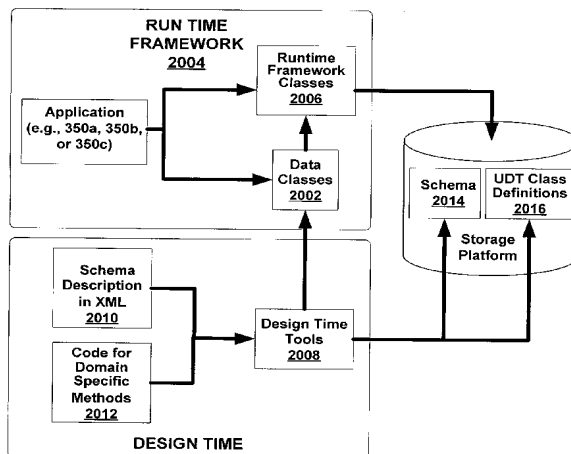 RUN TIME
FRAMEWORK
2004
Runtime
Framework
Classes
2006
Application
(e.g., 350a, 350b,
or 350c)
Data
Classes
2002
Schema
2014
UDT Class
Definitions
2016
Storage
Platform
Schema
Description
in XML
2010
Design Time
Tools
2008
Code for
Domain
Specific
Methods
2012
DESIGN TIME